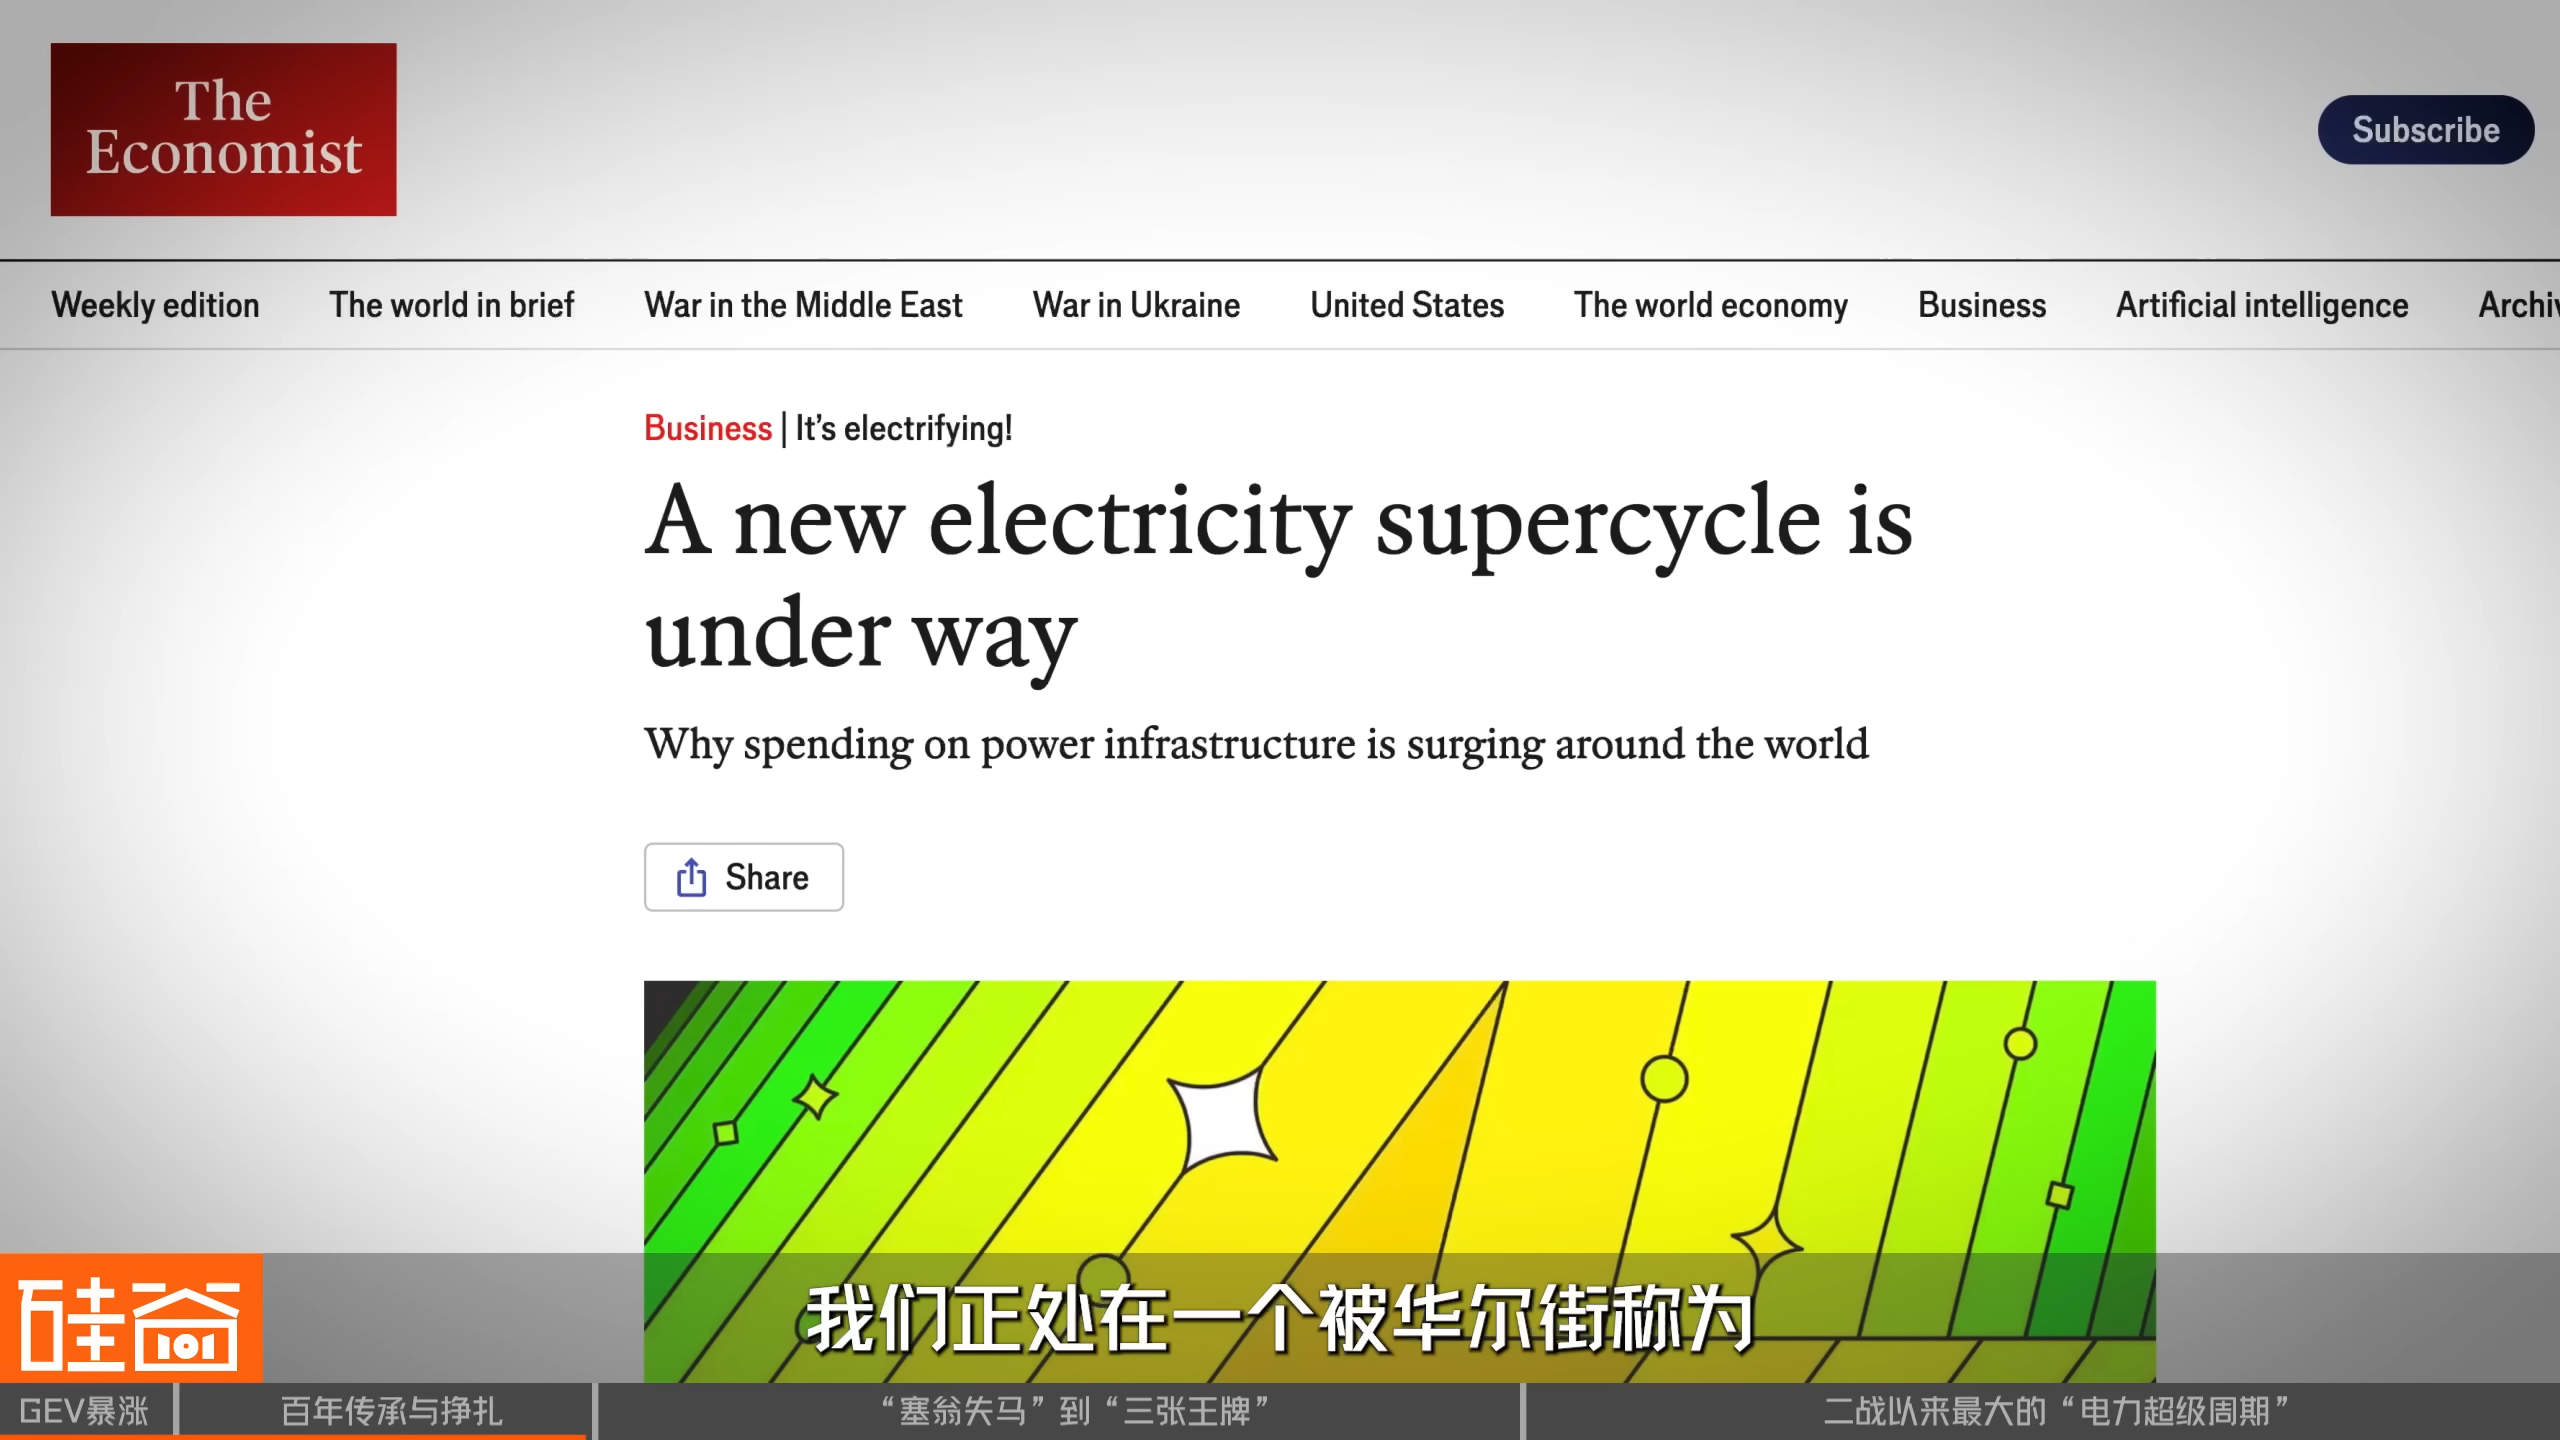 The
Economist
Subscribe
Weekly edition
The world in brief
War in the Middle East
War in Ukraine
United States
The world economy
Business
Artificial intelligence
Archiv
Business | It’s electrifying!
A new electricity supercycle is
under way
Why spending on power infrastructure is surging around the world
Share
我们正处在一个被华尔街称为
硅谷
101
GEV暴涨
百年传承与挣扎
“塞翁失马”到“三张王牌”
二战以来最大的“电力超级周期”